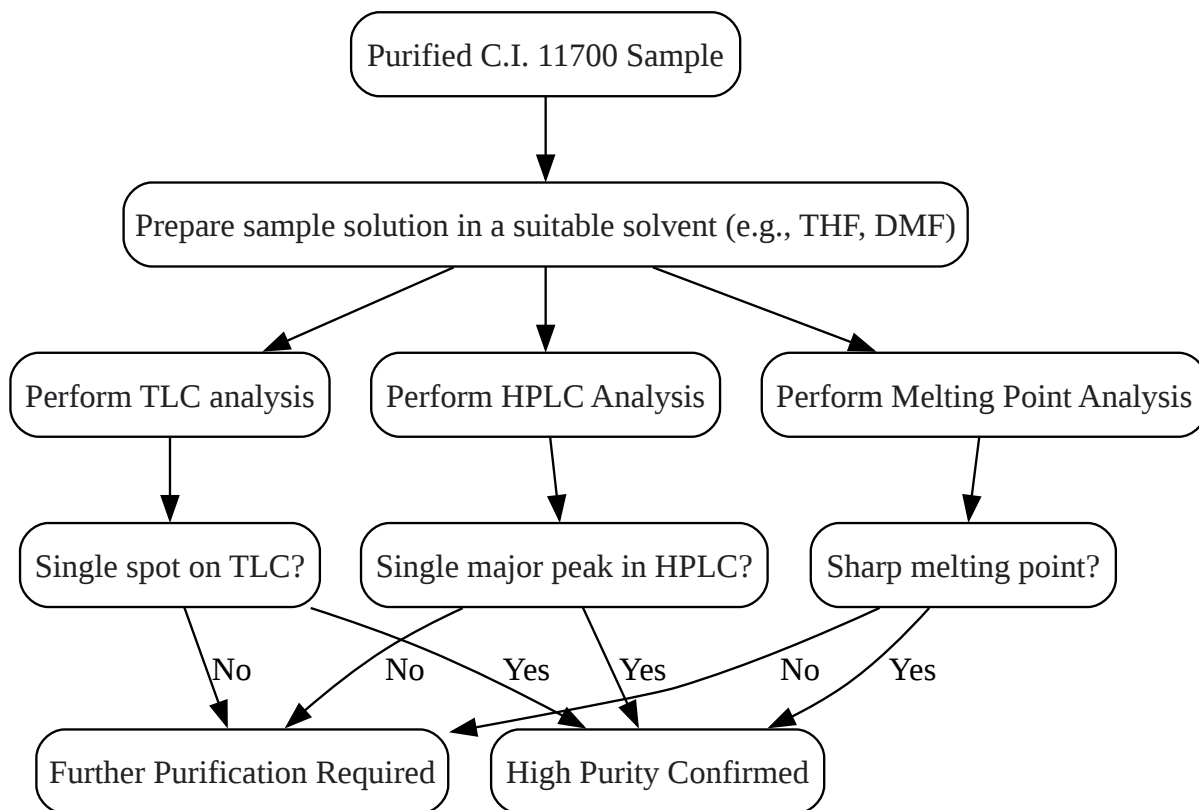 Purified C.I. 11700 Sample
Prepare sample solution in a suitable solvent (e.g., THF, DMF)
Perform TLC analysis
Perform HPLC Analysis
Perform Melting Point Analysis
Single spot on TLC?
Single major peak in HPLC?
Sharp melting point?
No
No
Yes
Yes
No
Yes
Further Purification Required
High Purity Confirmed